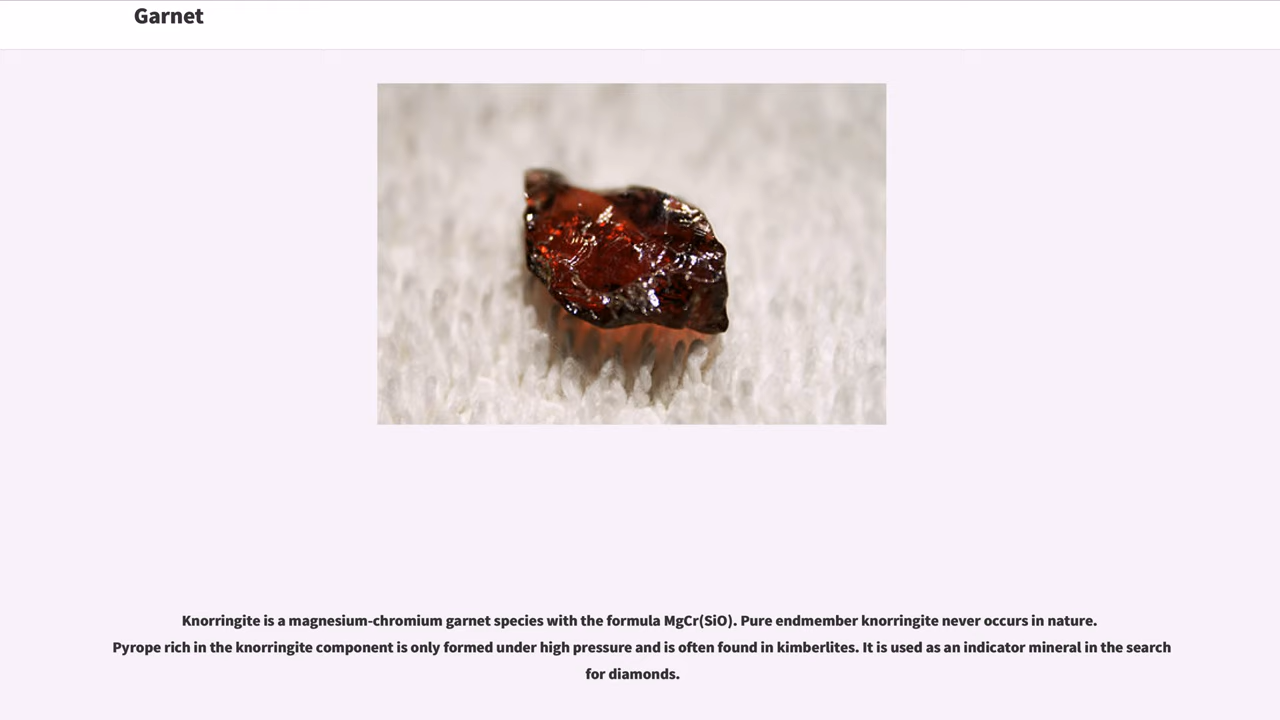 Garnet
Knorringite is a magnesium-chromium garnet species with the formula MgCr(SiO). Pure endmember knorringite never occurs in nature.
Pyrope rich in the knorringite component is only formed under high pressure and is often found in kimberlites. It is used as an indicator mineral in the search
for diamonds.